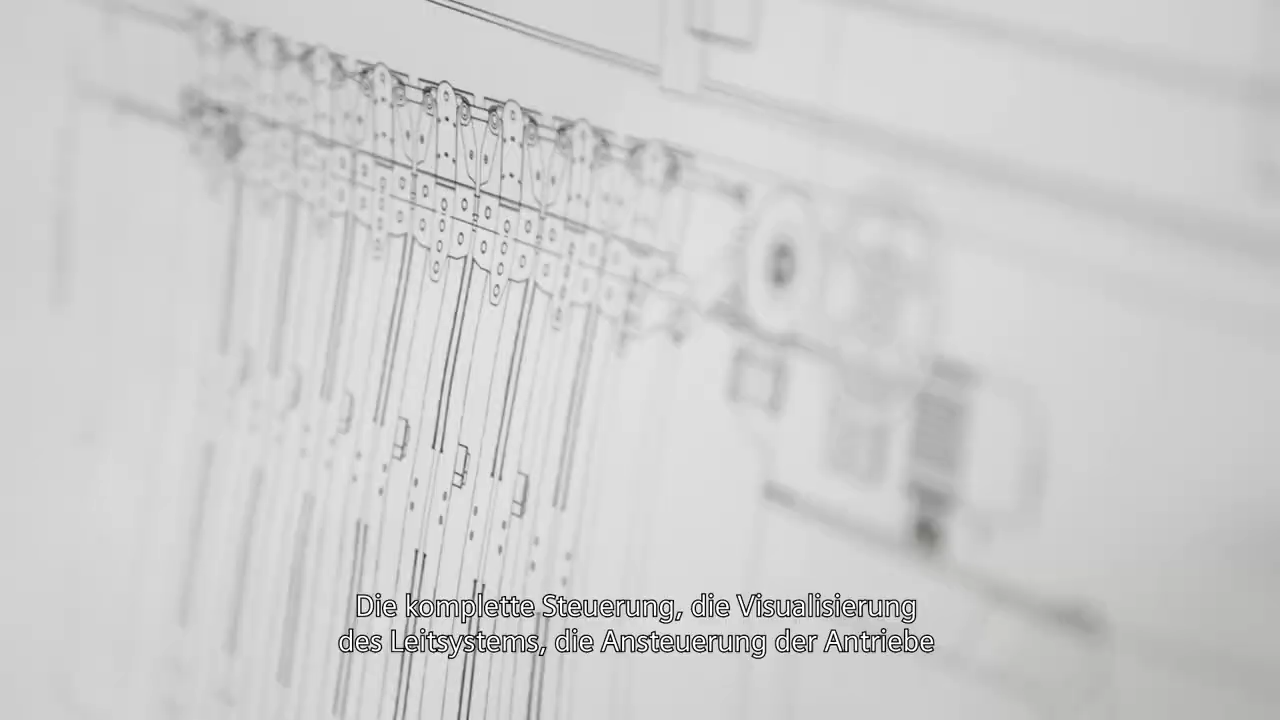 Die komplette Steuerung, die Visualisierung
des Leitsystems, die Ansteuerung der Antriebe